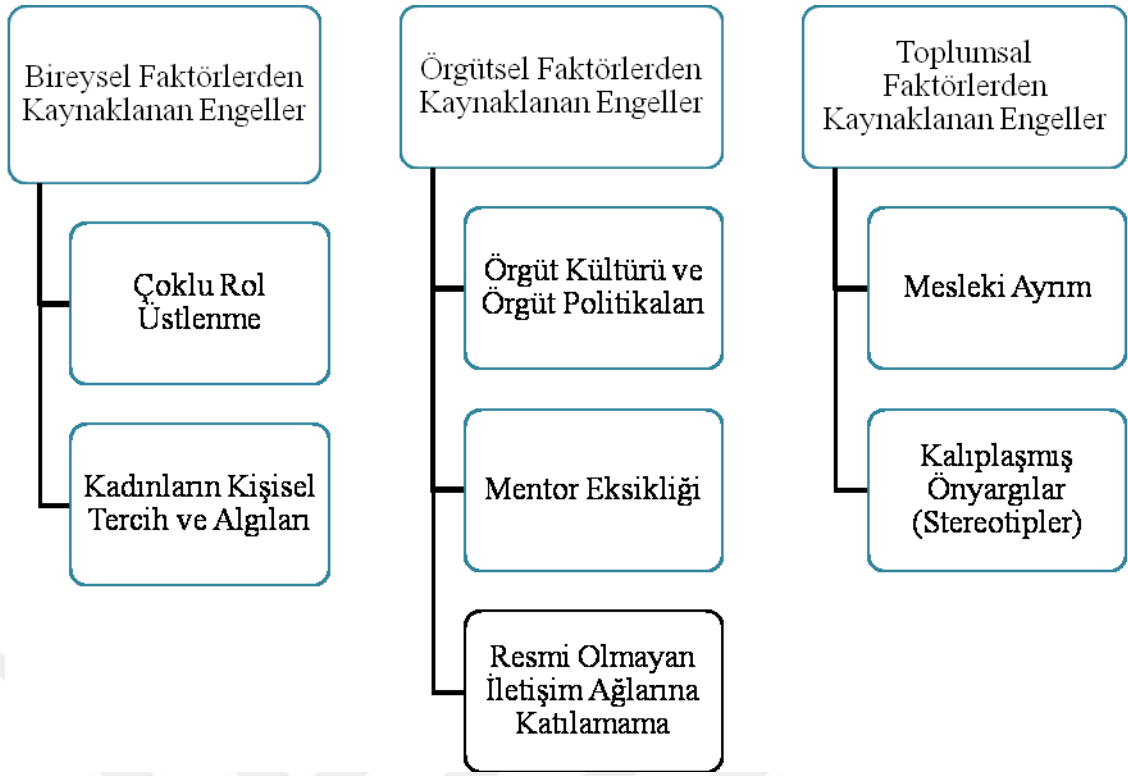 Bireysel Faktörlerden
Kaynaklanan Engeller
Çoklu Rol
Üstlenme
Kadınların Kişisel
Tercih ve Algıları
Örgütsel Faktörlerden
Kaynaklanan Engeller
Örgüt Kültürü ve
Örgüt Politikaları
Mentor Eksikliği
Resmi Olmayan
İletişim Ağlarına
Katılamama
Toplumsal
Faktörlerden
Kaynaklanan Engeller
Mesleki Ayrım
Kalıplaşmış
Önyargılar
(Stereotipler)